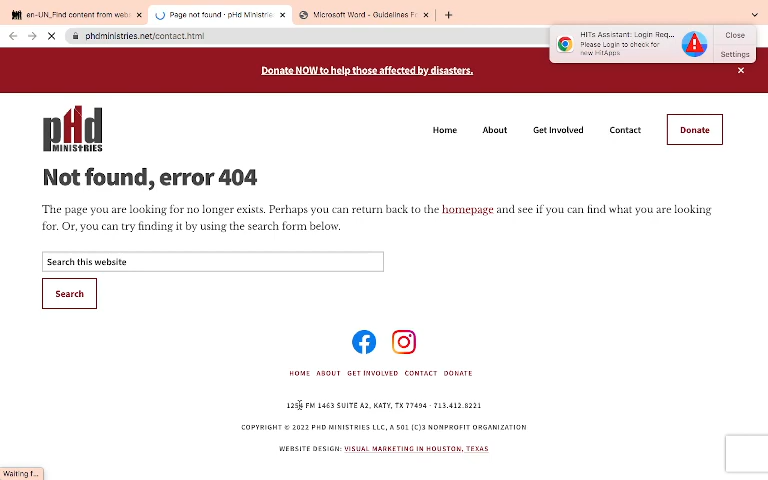 en-UN_Find content from webs
Page not found · pHd Ministrie
Microsoft Word - Guidelines Fo
phdministries.net/contact.html
HITs Assistant: Login Req...
Please Login to check for
new HitApps
Close
Settings
Donate NOW to help those affected by disasters.
pHd
MINISTRIES
Home
About
Get Involved
Contact
Donate
Not found, error 404
The page you are looking for no longer exists. Perhaps you can return back to the homepage and see if you can find what you are looking
for. Or, you can try finding it by using the search form below.
Search this website
Search
HOME ABOUT GET INVOLVED CONTACT DONATE
1254 FM 1463 SUITE A2, KATY, TX 77494 · 713.412.8221
COPYRIGHT © 2022 PHD MINISTRIES LLC, A 501 (C)3 NONPROFIT ORGANIZATION
WEBSITE DESIGN: VISUAL MARKETING IN HOUSTON, TEXAS
Waiting f...